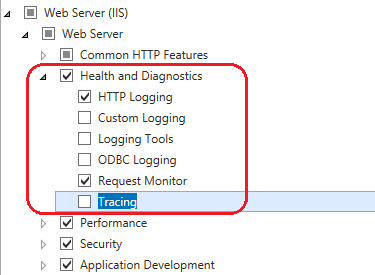 Web Server (IIS)
Web Server
Common HTTP Features
Health and Diagnostics
HTTP Logging
Custom Logging
Logging Tools
ODBC Logging
Request Monitor
Tracing
Performance
Security
Application Development